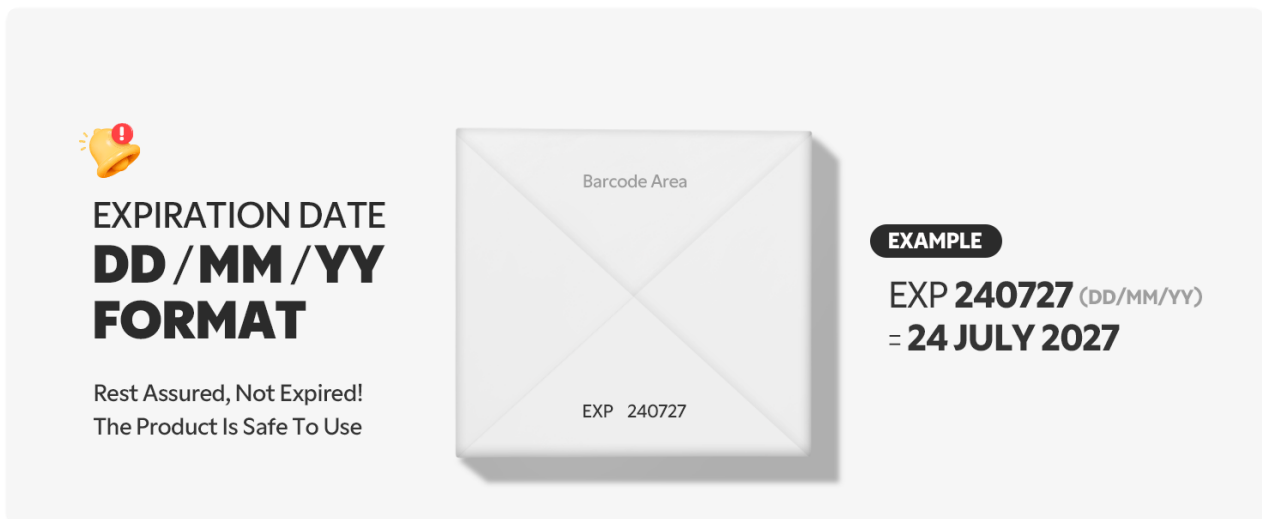 EXPIRATION DATE
DD / MM / YY
FORMAT
Rest Assured, Not Expired!
The Product Is Safe To Use
Barcode Area
EXP 240727
EXAMPLE
EXP 240727 (DD/MM/YY)
= 24 JULY 2027